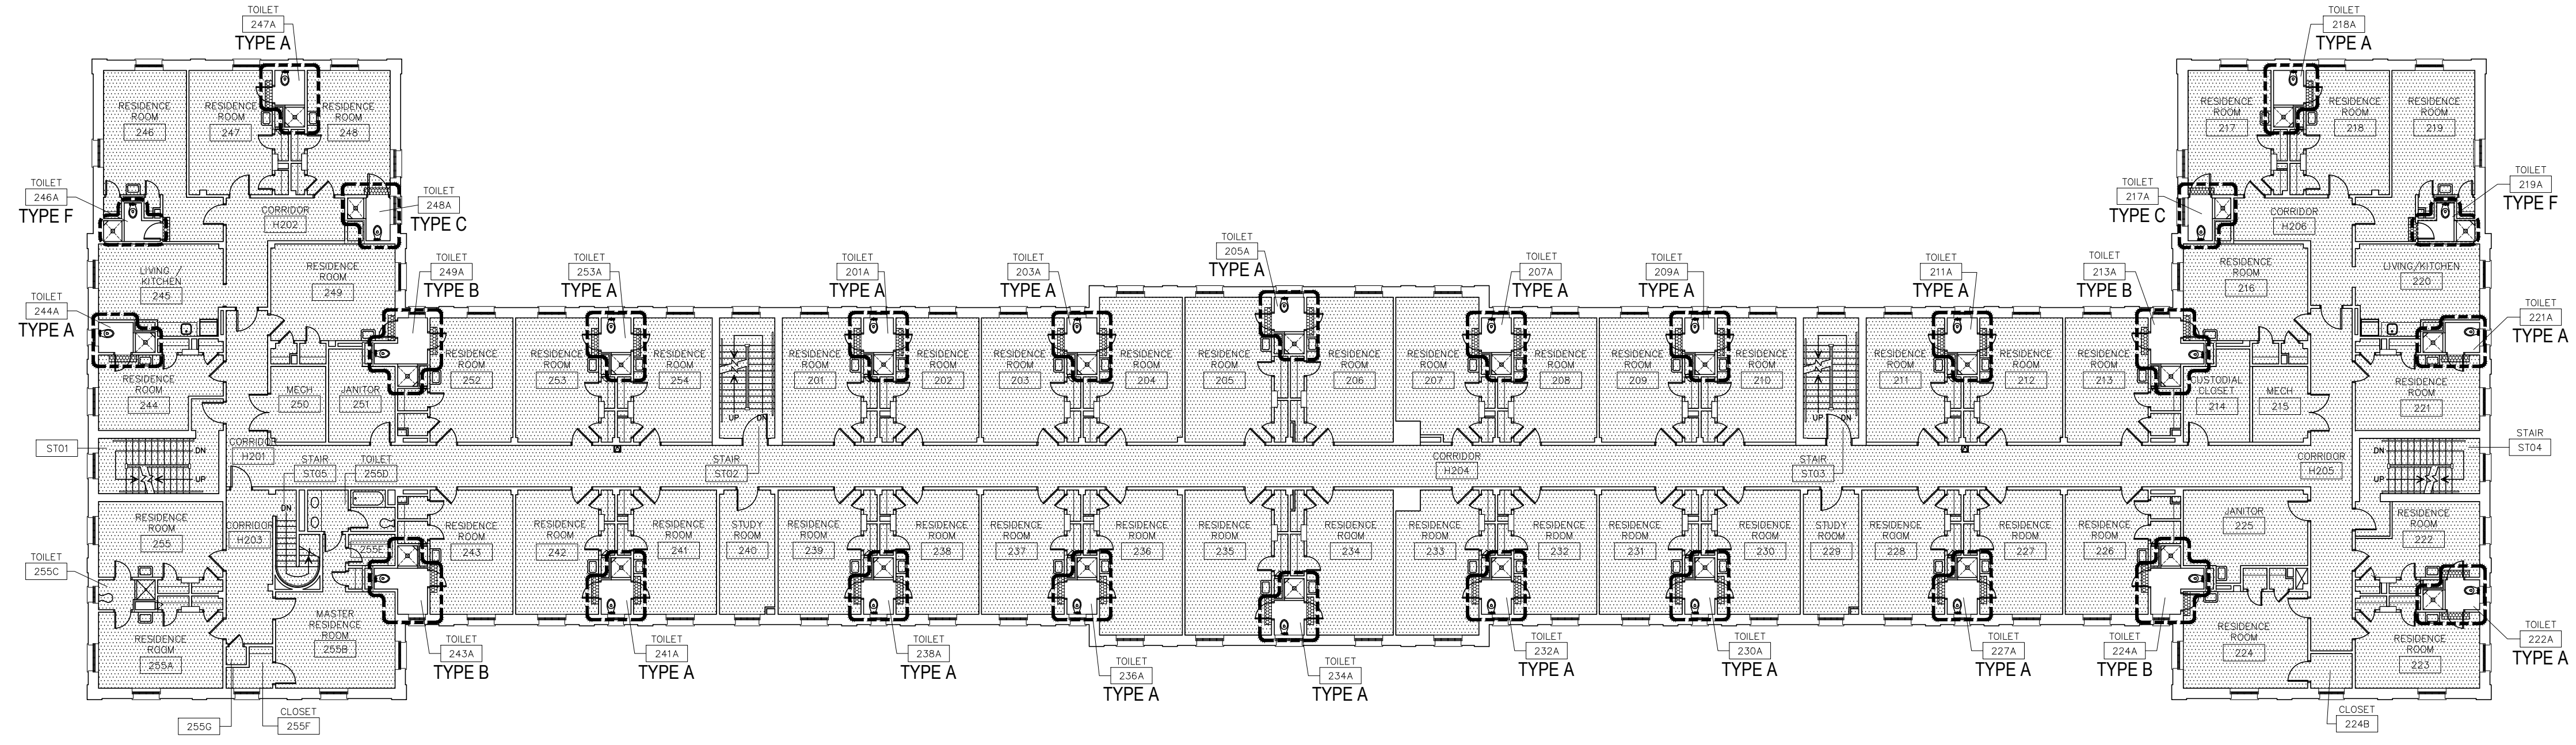 TOILET
247A
TYPE A
TOILET
218A
TYPE A
RESIDENCE
ROOM
246
RESIDENCE
ROOM
247
RESIDENCE
ROOM
248
RESIDENCE
ROOM
217
RESIDENCE
ROOM
218
RESIDENCE
ROOM
219
TOILET
246A
TYPE F
TOILET
248A
TYPE C
CORRIDOR
H202
TOILET
217A
TYPE C
CORRIDOR
H206
TOILET
219A
TYPE F
LIVING /
KITCHEN
245
RESIDENCE
ROOM
249
TOILET
249A
TYPE B
TOILET
253A
TYPE A
TOILET
201A
TYPE A
TOILET
203A
TYPE A
TOILET
205A
TYPE A
TOILET
207A
TYPE A
TOILET
209A
TYPE A
TOILET
211A
TYPE A
TOILET
213A
TYPE B
RESIDENCE
ROOM
216
LIVING/KITCHEN
220
TOILET
244A
TYPE A
TOILET
221A
TYPE A
RESIDENCE
ROOM
244
MECH
250
JANITOR
251
RESIDENCE
ROOM
252
RESIDENCE
ROOM
253
RESIDENCE
ROOM
254
UP
DN
RESIDENCE
ROOM
201
RESIDENCE
ROOM
202
RESIDENCE
ROOM
203
RESIDENCE
ROOM
204
RESIDENCE
ROOM
205
RESIDENCE
ROOM
206
RESIDENCE
ROOM
207
RESIDENCE
ROOM
208
RESIDENCE
ROOM
209
RESIDENCE
ROOM
210
UP
DN
RESIDENCE
ROOM
211
RESIDENCE
ROOM
212
RESIDENCE
ROOM
213
CUSTODIAL
CLOSE
214
MECH
215
RESIDENCE
ROOM
221
ST01
DN
UP
CORRIDOR
H201
STAIR
ST05
TOILET
255D
STAIR
ST02
CORRIDOR
H204
STAIR
ST03
CORRIDOR
H205
DN
UP
STAIR
ST04
RESIDENCE
ROOM
255
CORRIDOR
H203
DN
255E
RESIDENCE
ROOM
243
RESIDENCE
ROOM
242
RESIDENCE
ROOM
241
STUDY
ROOM
240
RESIDENCE
ROOM
239
RESIDENCE
ROOM
238
RESIDENCE
ROOM
237
RESIDENCE
ROOM
236
RESIDENCE
ROOM
235
RESIDENCE
ROOM
234
RESIDENCE
ROOM
233
RESIDENCE
ROOM
232
RESIDENCE
ROOM
231
RESIDENCE
ROOM
230
STUDY
ROOM
229
RESIDENCE
ROOM
228
RESIDENCE
ROOM
227
RESIDENCE
ROOM
226
JANITOR
225
RESIDENCE
ROOM
222
TOILET
255C
RESIDENCE
ROOM
255A
MASTER
RESIDENCE
ROOM
255B
TOILET
243A
TYPE B
TOILET
241A
TYPE A
TOILET
238A
TYPE A
TOILET
236A
TYPE A
TOILET
234A
TYPE A
TOILET
232A
TYPE A
TOILET
230A
TYPE A
TOILET
227A
TYPE A
TOILET
224A
TYPE B
RESIDENCE
ROOM
224
RESIDENCE
ROOM
223
TOILET
222A
TYPE A
255G
CLOSET
255F
CLOSET
224B